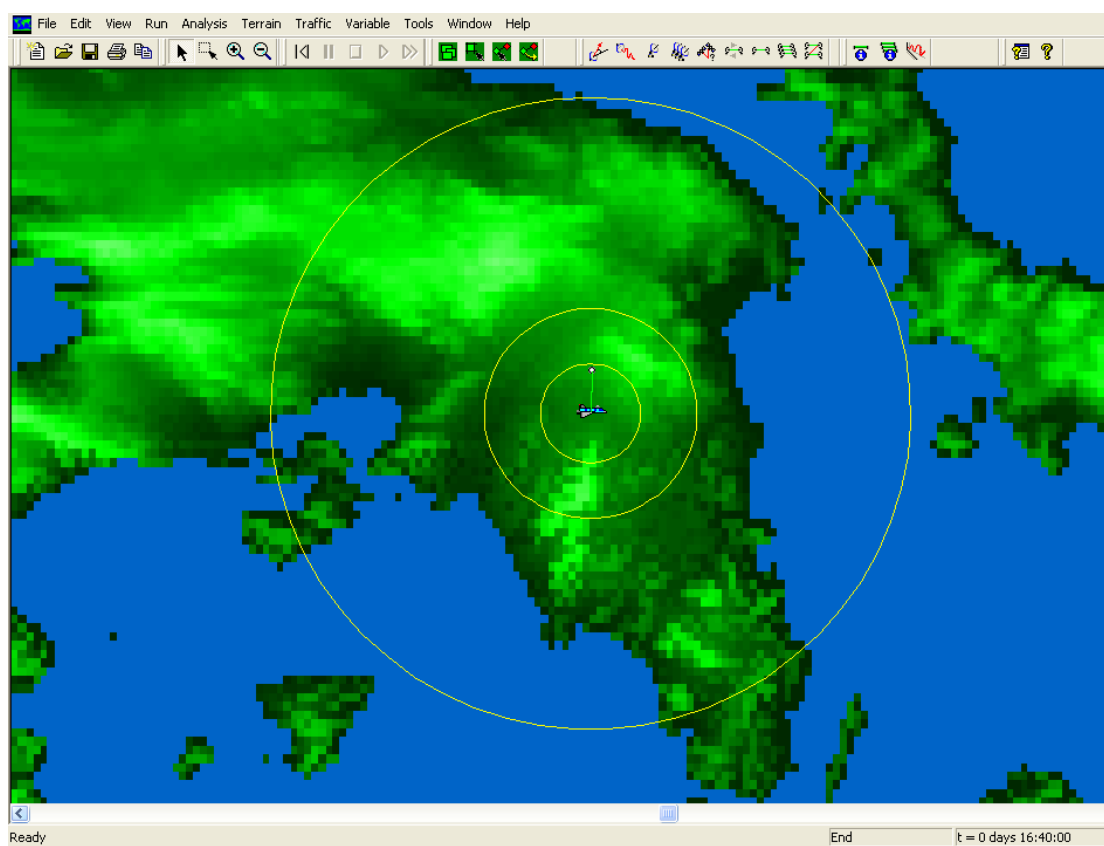 File Edit View Run Analysis Terrain Traffic Variable Tools Window Help
Ready End t = 0 days 16:40:00